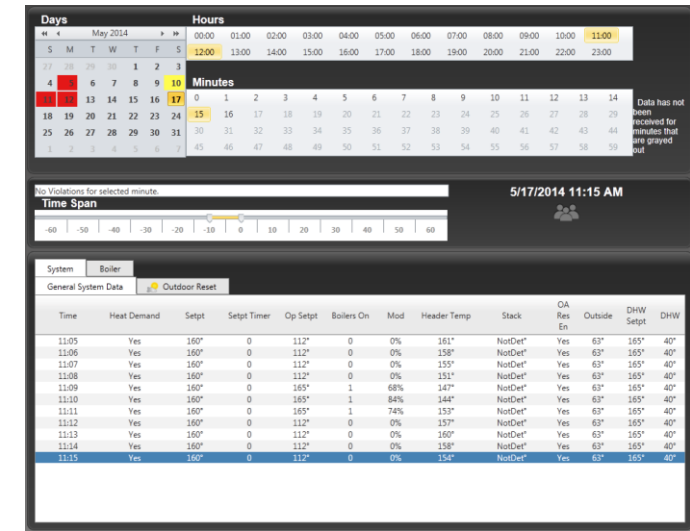 Days
May 2014
S M T W T F S
27 28 29 30 1 2 3
4 5 6 7 8 9 10
11 12 13 14 15 16 17
18 19 20 21 22 23 24
25 26 27 28 29 30 31
1 2 3 4 5 6 7
Hours
00:00 01:00 02:00 03:00 04:00 05:00 06:00 07:00 08:00 09:00 10:00 11:00
12:00 13:00 14:00 15:00 16:00 17:00 18:00 19:00 20:00 21:00 22:00 23:00
Minutes
0 1 2 3 4 5 6 7 8 9 10 11 12 13 14
15 16 17 18 19 20 21 22 23 24 25 26 27 28 29
30 31 32 33 34 35 36 37 38 39 40 41 42 43 44
45 46 47 48 49 50 51 52 53 54 55 56 57 58 59
Data has not
been
received for
minutes that
are grayed
out
No Violations for selected minute.
5/17/2014 11:15 AM
Time Span
-60 -50 -40 -30 -20 -10 0 10 20 30 40 50 60
System Boiler
General System Data Outdoor Reset
Time Heat Demand Setpt Setpt Timer Op Setpt Boilers On Mod Header Temp Stack OA Res En Outside DHW Setpt DHW
11:05 Yes 160° 0 112° 0 0% 161° NotDet° Yes 63° 165° 40°
11:06 Yes 160° 0 112° 0 0% 158° NotDet° Yes 63° 165° 40°
11:07 Yes 160° 0 112° 0 0% 155° NotDet° Yes 63° 165° 40°
11:08 Yes 160° 0 112° 0 0% 151° NotDet° Yes 63° 165° 40°
11:09 Yes 160° 0 165° 1 68% 147° NotDet° Yes 63° 165° 40°
11:10 Yes 160° 0 165° 1 84% 144° NotDet° Yes 63° 165° 40°
11:11 Yes 160° 0 165° 1 74% 153° NotDet° Yes 63° 165° 40°
11:12 Yes 160° 0 112° 0 0% 157° NotDet° Yes 63° 165° 40°
11:13 Yes 160° 0 112° 0 0% 160° NotDet° Yes 63° 165° 40°
11:14 Yes 160° 0 112° 0 0% 158° NotDet° Yes 63° 165° 40°
11:15 Yes 160° 0 112° 0 0% 154° NotDet° Yes 63° 165° 40°